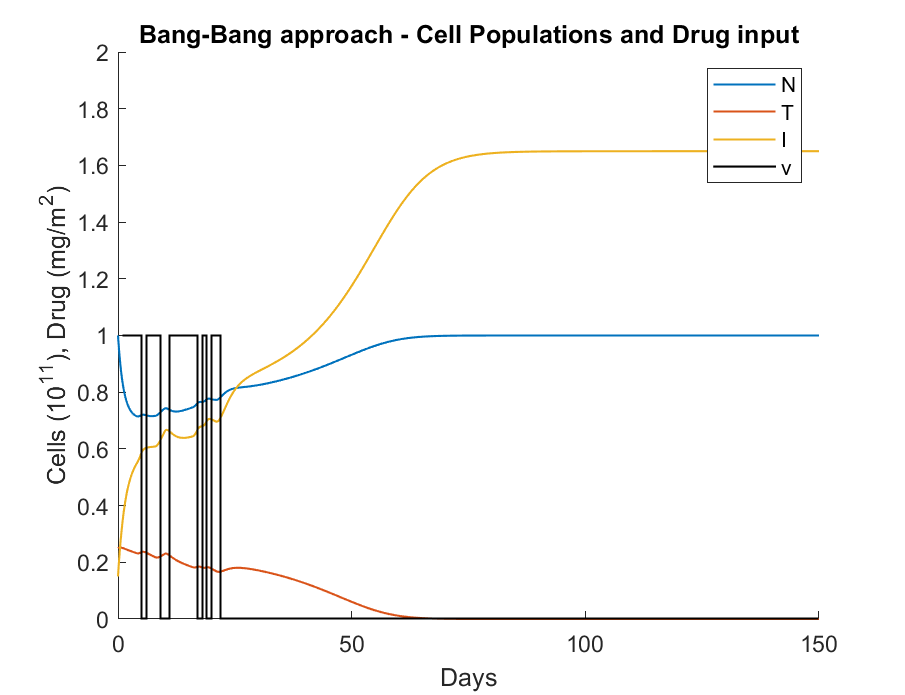 Bang-Bang approach - Cell Populations and Drug input
2
1.8
1.6
1.4
1.2
1
0.8
0.6
0.4
0.2
0
Cells (10^11), Drug (mg/m^2)
N
T
I
v
0
50
100
150
Days